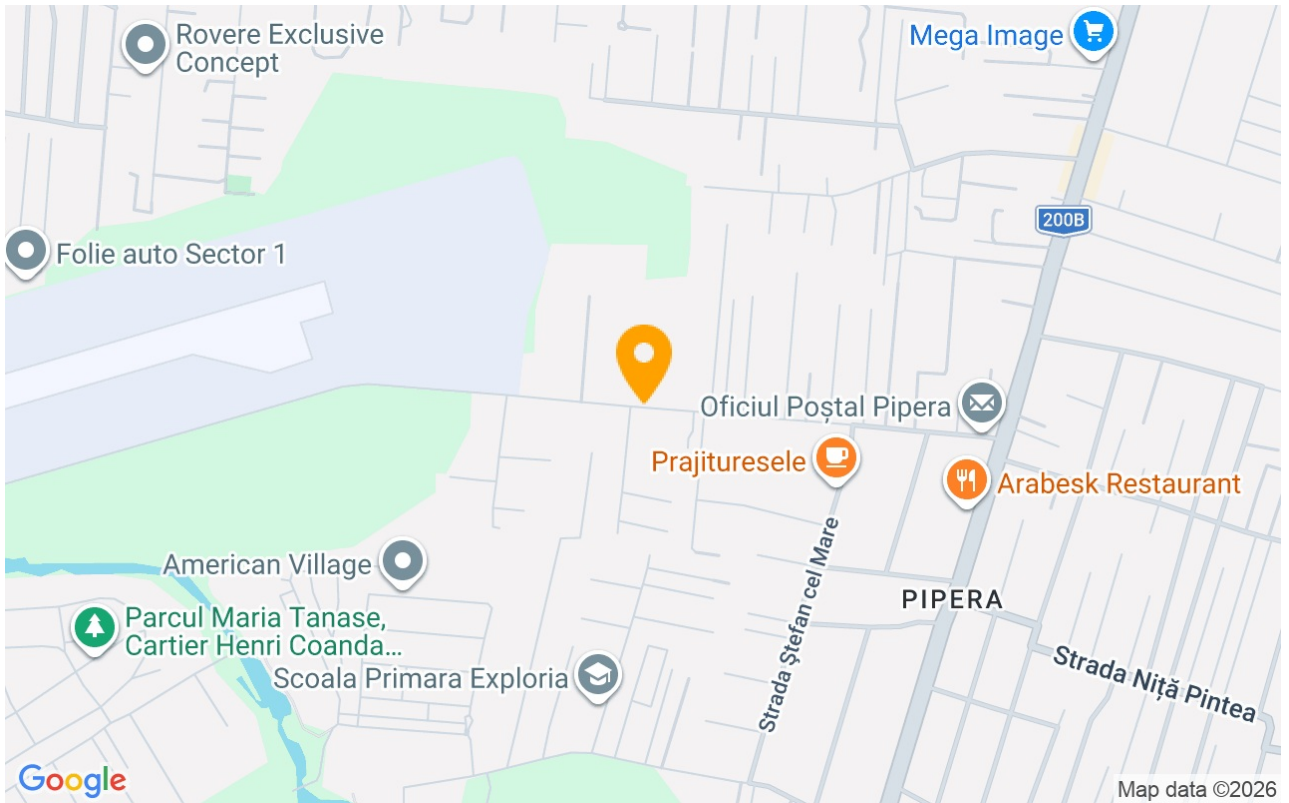 Rovere Exclusive
Concept
Mega Image
200B
Folie auto Sector 1
Oficiul Poștal Pipera
Prajituresele
Arabesk Restaurant
American Village
PIPERA
Parcul Maria Tanase,
Cartier Henri Coanda...
Scoala Primara Exploria
Strada Ștefan cel Mare
Strada Niță Pintea
Google
Map data ©2026